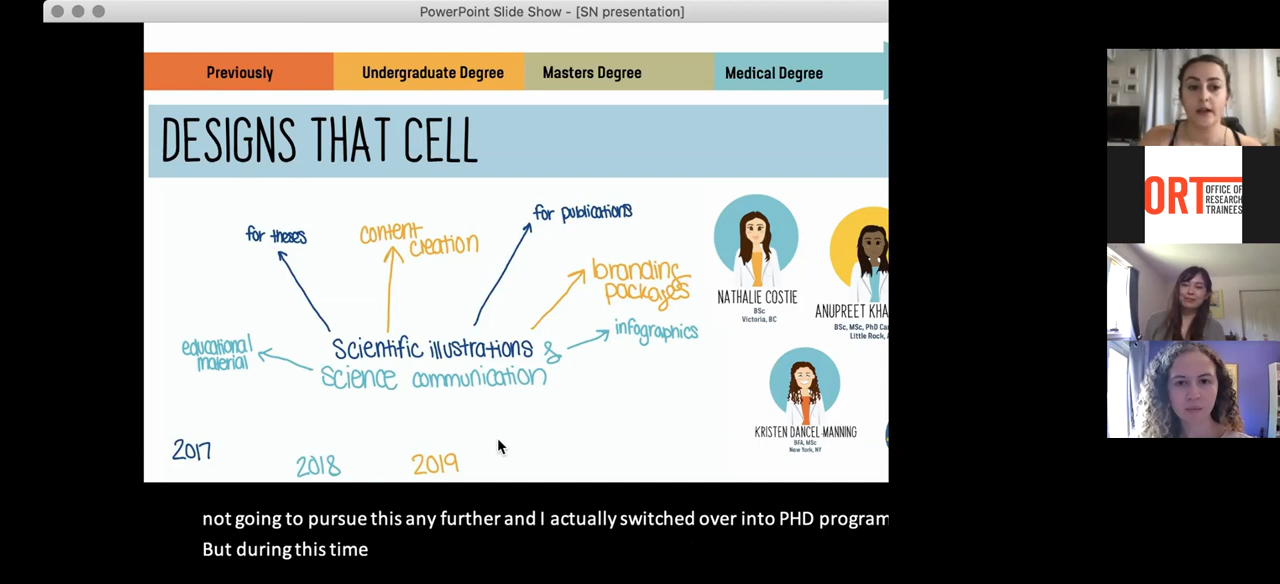 PowerPoint Slide Show - [SN presentation]
Previously
Undergraduate Degree
Masters Degree
Medical Degree
DESIGNS THAT CELL
for theses
content
creation
for publications
branding
packages
infographics
educational
material
Scientific illustrations &
Science communication
2017
2018
2019
NATHALIE COSTIE
BSc
Victoria, BC
ANUPREET KHA
BSc, MSc, PhD Ca
Little Rock, A
KRISTEN DANCEL-MANNING
BFA, MSc
New York, NY
ORT
OFFICE OF
RESEARCH
TRAINEES
not going to pursue this any further and I actually switched over into PHD program
But during this time